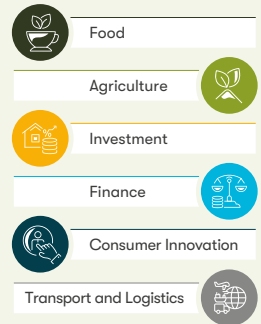 Food
Agriculture
Investment
Finance
Consumer Innovation
Transport and Logistics